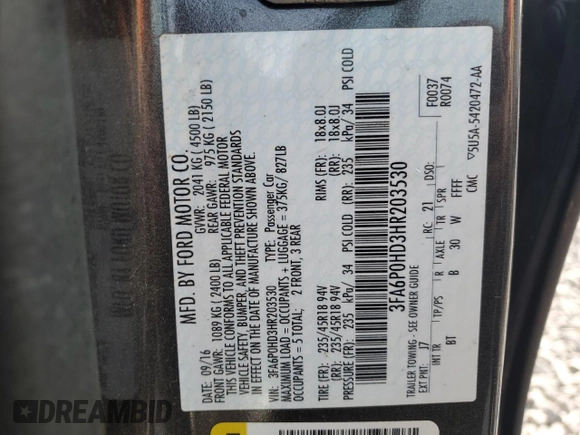 MFD. BY FORD MOTOR CO.
DATE: 09/16 GVWR: 2041 KG ( 4500 LB)
FRONT GAWR: 1089 KG ( 2400 LB) REAR GAWR: 975 KG ( 2150 LB)
THIS VEHICLE CONFORMS TO ALL APPLICABLE FEDERAL MOTOR
VEHICLE SAFETY, BUMPER, AND THEFT PREVENTION STANDARDS
IN EFFECT ON THE DATE OF MANUFACTURE SHOWN ABOVE.
VIN: 3FA6P0HD3HR203530 TYPE: Passenger Car
MAXIMUM LOAD = OCCUPANTS + LUGGAGE = 375KG/ 827LB
OCCUPANTS = 5 TOTAL; 2 FRONT, 3 REAR
TIRE (FR): 235/45R18 94V RIMS (FR): 18x8.0J
(RR): 235/45R18 94V (RR): 18x8.0J
PRESSURE (FR): 235 kPa/ 34 (RR): 235 kPa/ 34 PSI COLD
PSI COLD
3FA6P0HD3HR203530
TRAILER TOWING - SEE OWNER GUIDE
F0037
R0074
EXT PNT: J7 RC: 21 DSO:
INT TR TP/PS R AXLE TR SPR
BT B 30 W FFFF
CMC 5U5A-5420472-AA
DREAMBID